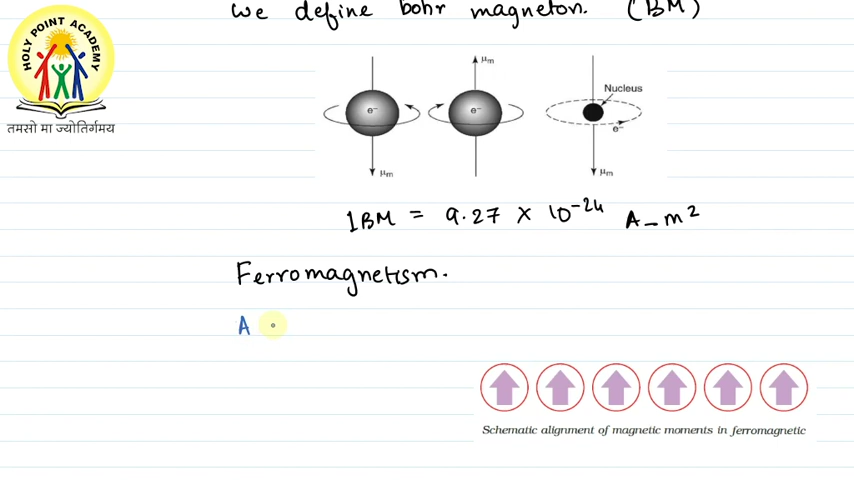 We define bohr magneton. (BM)
HOLY POINT ACADEMY
तमसो मा ज्योतिर्गमय
e⁻
μm
μm
e⁻
Nucleus
e⁻
μm
1BM = 9.27 × 10⁻²⁴ A-m²
Ferromagnetism.
A
Schematic alignment of magnetic moments in ferromagnetic